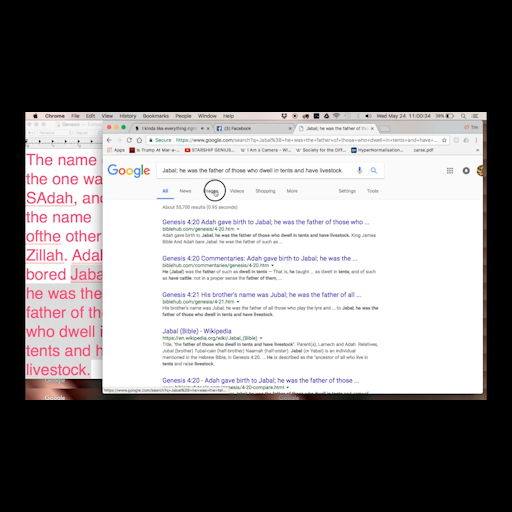 Chrome File Edit View History Bookmarks People Window Help
Wed May 24 11:00:34
Genesis
I kinda like everything right
(3) Facebook
Jabal; he was the father of th
Tim
Secure https://www.google.com/search?q=Jabal%3B+he+was+the+father+of+those+who+dwell+in+tents+and+have+
Apps
Is Trump At Mar-a-
STARSHIP GENIUS
I Am a Camera - Wi
Society for the Diff
HyperNormalisation
carse.pdf
The name
the one wa
SAdah, and
the name
ofthe other
Zillah. Adah
bored Jaba
he was the
father of th
who dwell i
tents and h
livestock.
Google
Jabal; he was the father of those who dwell in tents and have livestock.
All News Images Videos Shopping More Settings Tools
About 55,700 results (0.95 seconds)
Genesis 4:20 Adah gave birth to Jabal; he was the father of those who ...
biblehub.com/genesis/4-20.htm
Adah gave birth to Jabal; he was the father of those who dwell in tents and have livestock. King James
Bible And Adah bare Jabal: he was the father of such as ...
Genesis 4:20 Commentaries: Adah gave birth to Jabal; he was the ...
biblehub.com/commentaries/genesis/4-20.htm
He (Jabal) was the father of such as dwell in tents – That is, he taught ... as dwell in tents, and of such
as have cattle: not in a proper sense the father of them, ...
Genesis 4:21 His brother's name was Jubal; he was the father of all ...
biblehub.com/genesis/4-21.htm
His brother's name was Jubal; he was the father of all those who play the lyre and ... to Jabal; he was the
father of those who dwell in tents and have livestock.
Jabal (Bible) - Wikipedia
https://en.wikipedia.org/wiki/Jabal_(Bible)
Title, "the father of those who dwell in tents and have livestock". Parent(s), Lamech and Adah. Relatives,
Jubal (brother) Tubal-cain (half-brother) Naamah (half-sister). Jabal (or Yabal) is an individual
mentioned in the Hebrew Bible, in Genesis 4:20. ... He is described as the "ancestor of all who live in
tents and raise livestock.
Genesis 4:20 - Adah gave birth to Jabal; he was the father of those ...
biblehub.com/genesis/4-20-compare.htm
https://www.google.com/search?q=Jabal%3B+he+was+the+fat...
Google